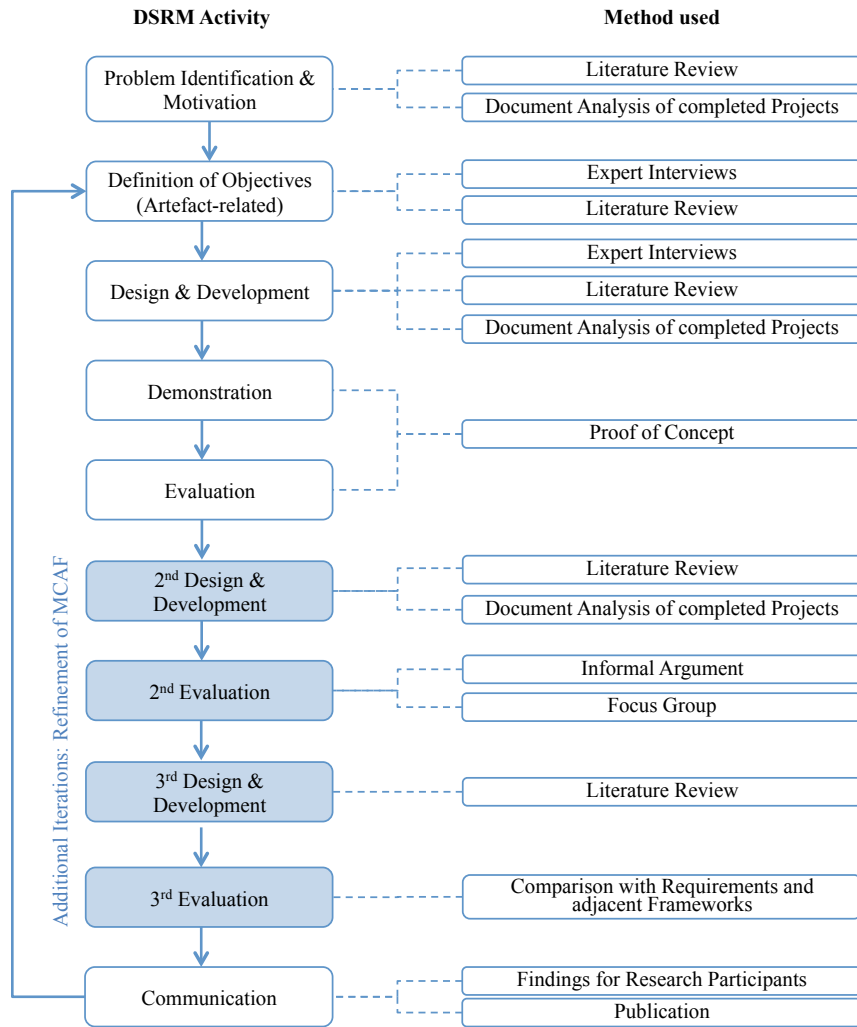 DSRM Activity
Method used
Problem Identification &
Motivation
Literature Review
Document Analysis of completed Projects
Definition of Objectives
(Artefact-related)
Expert Interviews
Literature Review
Design & Development
Expert Interviews
Literature Review
Document Analysis of completed Projects
Demonstration
Proof of Concept
Evaluation
Additional Iterations: Refinement of MCAF
2nd Design &
Development
Literature Review
Document Analysis of completed Projects
2nd Evaluation
Informal Argument
Focus Group
3rd Design &
Development
Literature Review
3rd Evaluation
Comparison with Requirements and
adjacent Frameworks
Communication
Findings for Research Participants
Publication